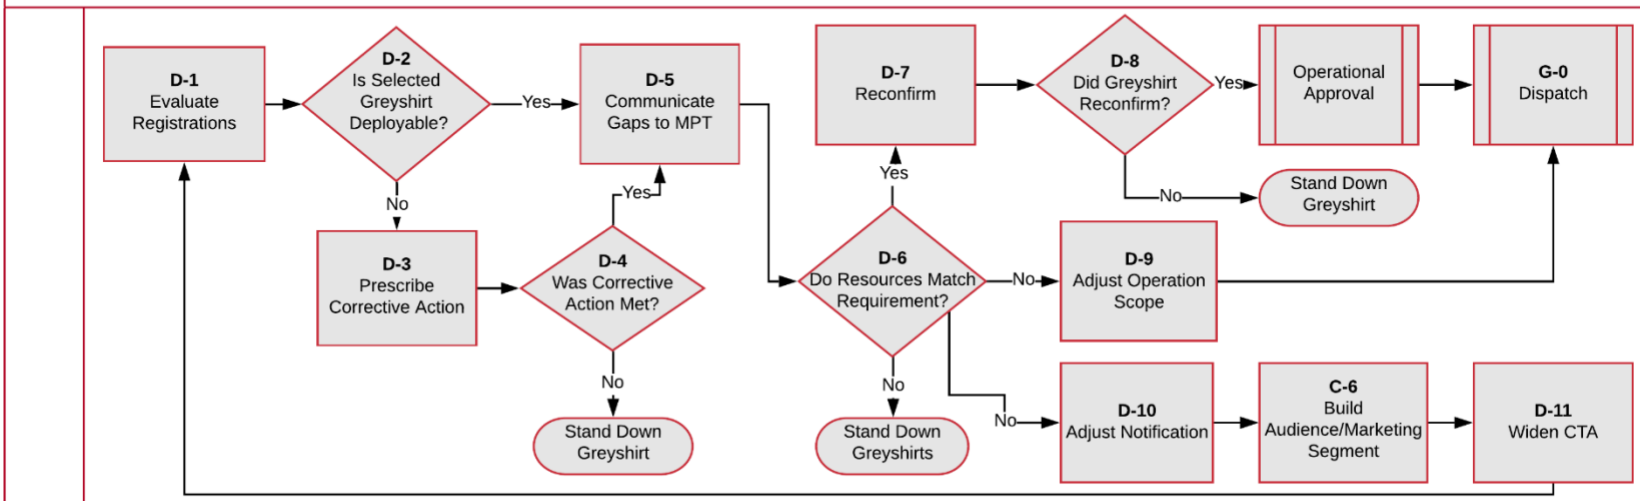 D-1
Evaluate
Registrations
D-2
Is Selected
Greyshirt
Deployable?
Yes
No
D-3
Prescribe
Corrective Action
D-4
Was Corrective
Action Met?
Yes
No
Stand Down
Greyshirt
D-5
Communicate
Gaps to MPT
D-6
Do Resources Match
Requirement?
Yes
No
No
No
Stand Down
Greyshirts
D-7
Reconfirm
D-8
Did Greyshirt
Reconfirm?
Yes
No
Operational
Approval
G-0
Dispatch
Stand Down
Greyshirt
D-9
Adjust Operation
Scope
D-10
Adjust Notification
C-6
Build
Audience/Marketing
Segment
D-11
Widen CTA